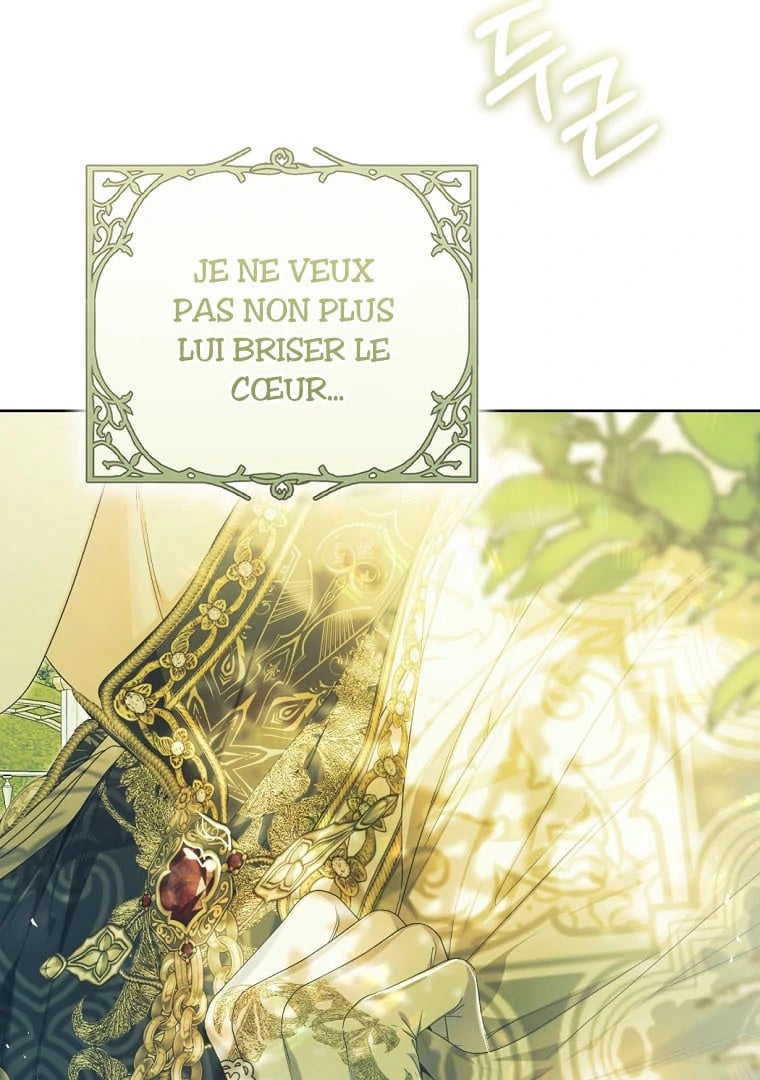 두근
JE NE VEUX
PAS NON PLUS
LUI BRISER LE
CŒUR...